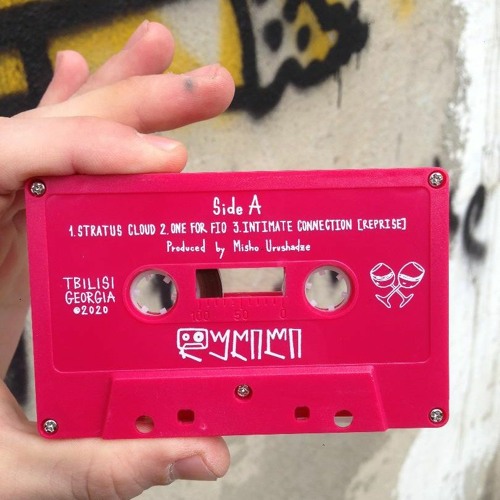 Side A
1.STRATUS CLOUD 2.ONE FOR FIO 3.INTIMATE CONNECTION [REPRISE]
Produced by Misho Urushadze
TBILISI
GEORGIA
©2020
100 50 0